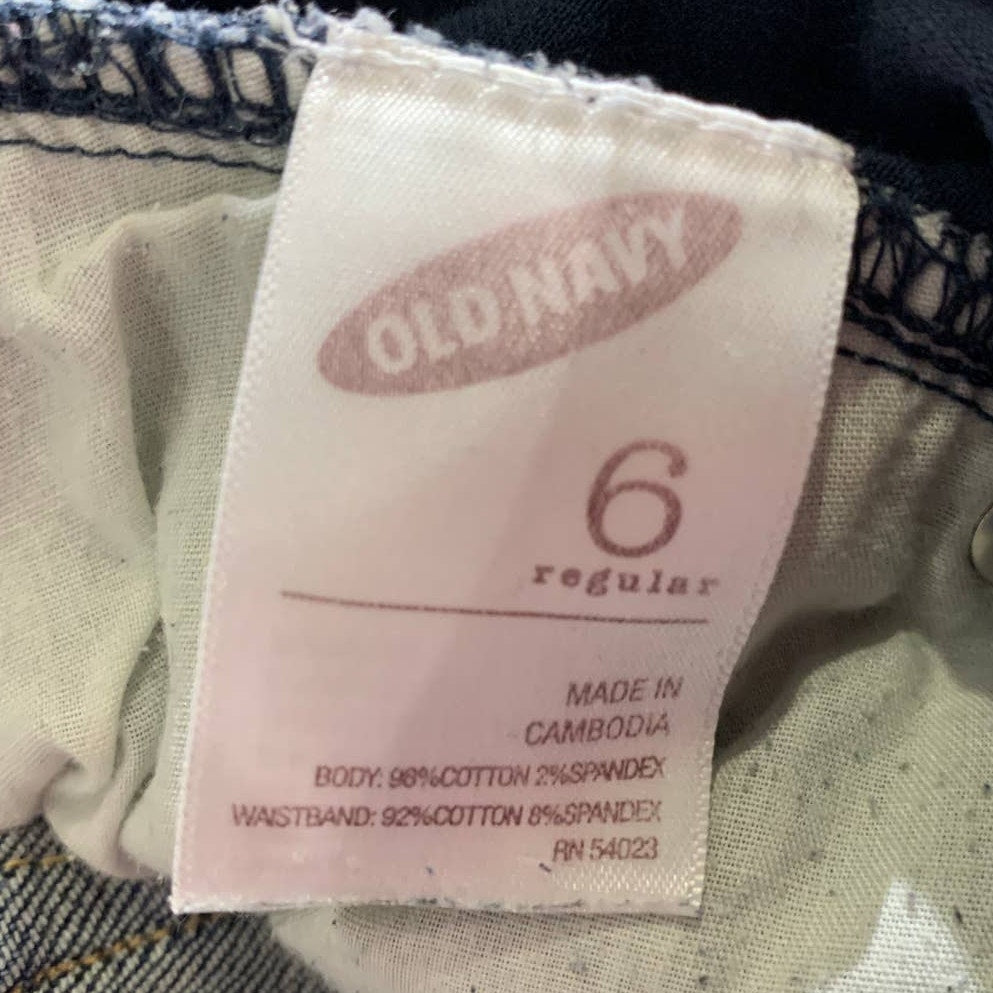 OLD NAVY
6
regular
MADE IN
CAMBODIA
BODY: 98%COTTON 2%SPANDEX
WAISTBAND: 92%COTTON 8%SPANDEX
RN 54023